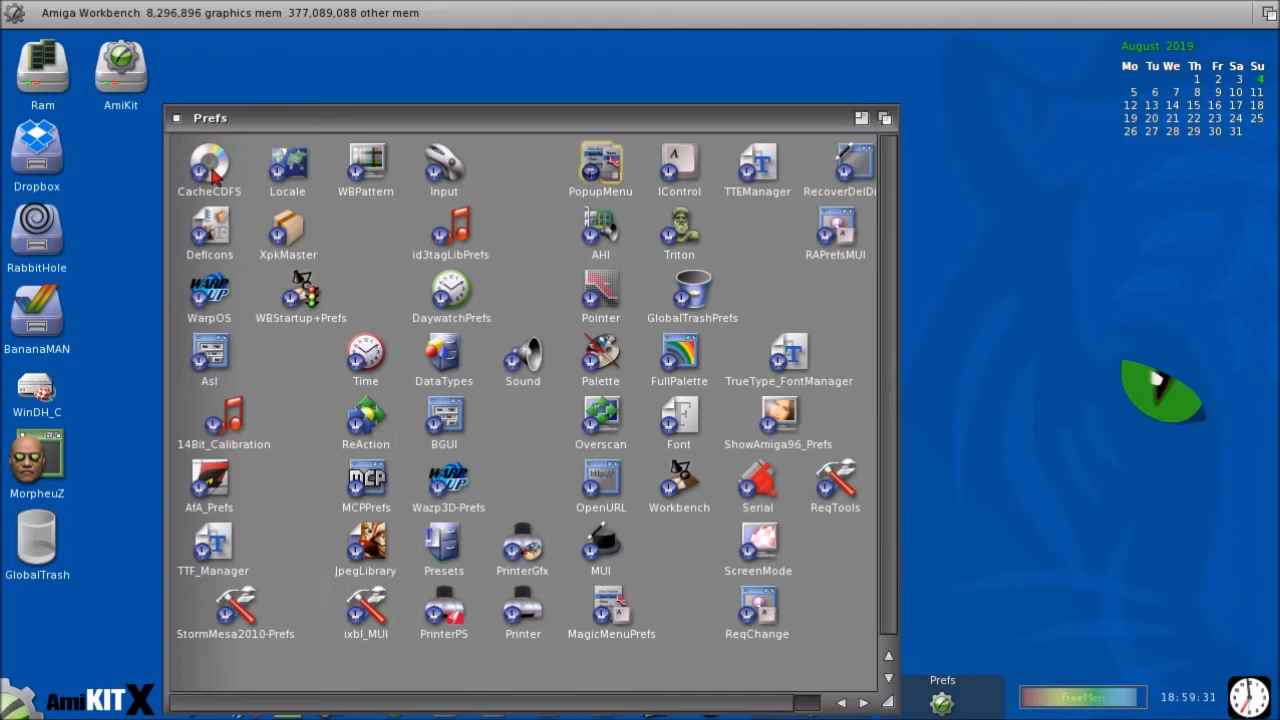 Amiga Workbench 8,296,896 graphics mem 377,089,088 other mem
Ram AmiKit
Dropbox
RabbitHole
BananaMAN
WinDH_C
MorpheuZ
GlobalTrash
August 2019
Mo Tu We Th Fr Sa Su
1 2 3 4
5 6 7 8 9 10 11
12 13 14 15 16 17 18
19 20 21 22 23 24 25
26 27 28 29 30 31
Prefs
CacheCDFS Locale WBPattern Input PopupMenu IControl TTEManager RecoverDelDi
DefIcons XpkMaster id3tagLibPrefs AHI Triton RAPrefsMUI
WarpOS WBStartup+Prefs DaywatchPrefs Pointer GlobalTrashPrefs
Asl Time DataTypes Sound Palette FullPalette TrueType_FontManager
14Bit_Calibration ReAction BGUI Overscan Font ShowAmiga96_Prefs
AfA_Prefs MCPPrefs Wazp3D-Prefs OpenURL Workbench Serial ReqTools
TTF_Manager JpegLibrary Presets PrinterGfx MUI ScreenMode
StormMesa2010-Prefs ixbl_MUI PrinterPS Printer MagicMenuPrefs ReqChange
AmiKIT X
Prefs
FreeMem
18:59:31